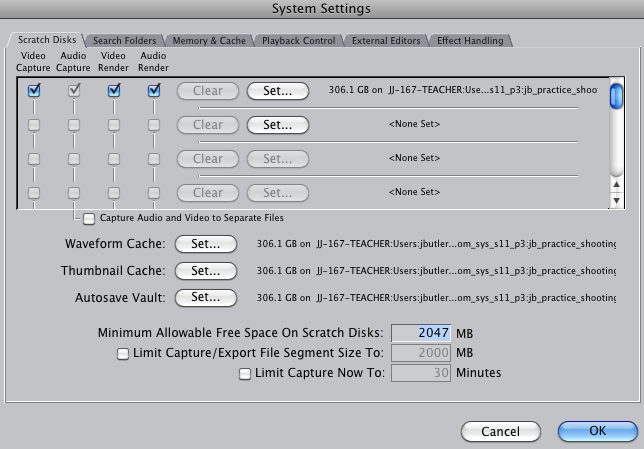 System Settings
Scratch Disks Search Folders Memory & Cache Playback Control External Editors Effect Handling
Video Audio Video Audio
Capture Capture Render Render
Clear Set... 306.1 GB on JJ-167-TEACHER:Use...s11_p3:jb_practice_shoo
Clear Set... <None Set>
Clear Set... <None Set>
Clear Set... <None Set>
Capture Audio and Video to Separate Files
Waveform Cache: Set... 306.1 GB on JJ-167-TEACHER:Users:jbutler...om_sys_s11_p3:jb_practice_shooting
Thumbnail Cache: Set... 306.1 GB on JJ-167-TEACHER:Users:jbutler...om_sys_s11_p3:jb_practice_shooting
Autosave Vault: Set... 306.1 GB on JJ-167-TEACHER:Users:jbutler...om_sys_s11_p3:jb_practice_shooting
Minimum Allowable Free Space On Scratch Disks: 2047 MB
Limit Capture/Export File Segment Size To: 2000 MB
Limit Capture Now To: 30 Minutes
Cancel OK